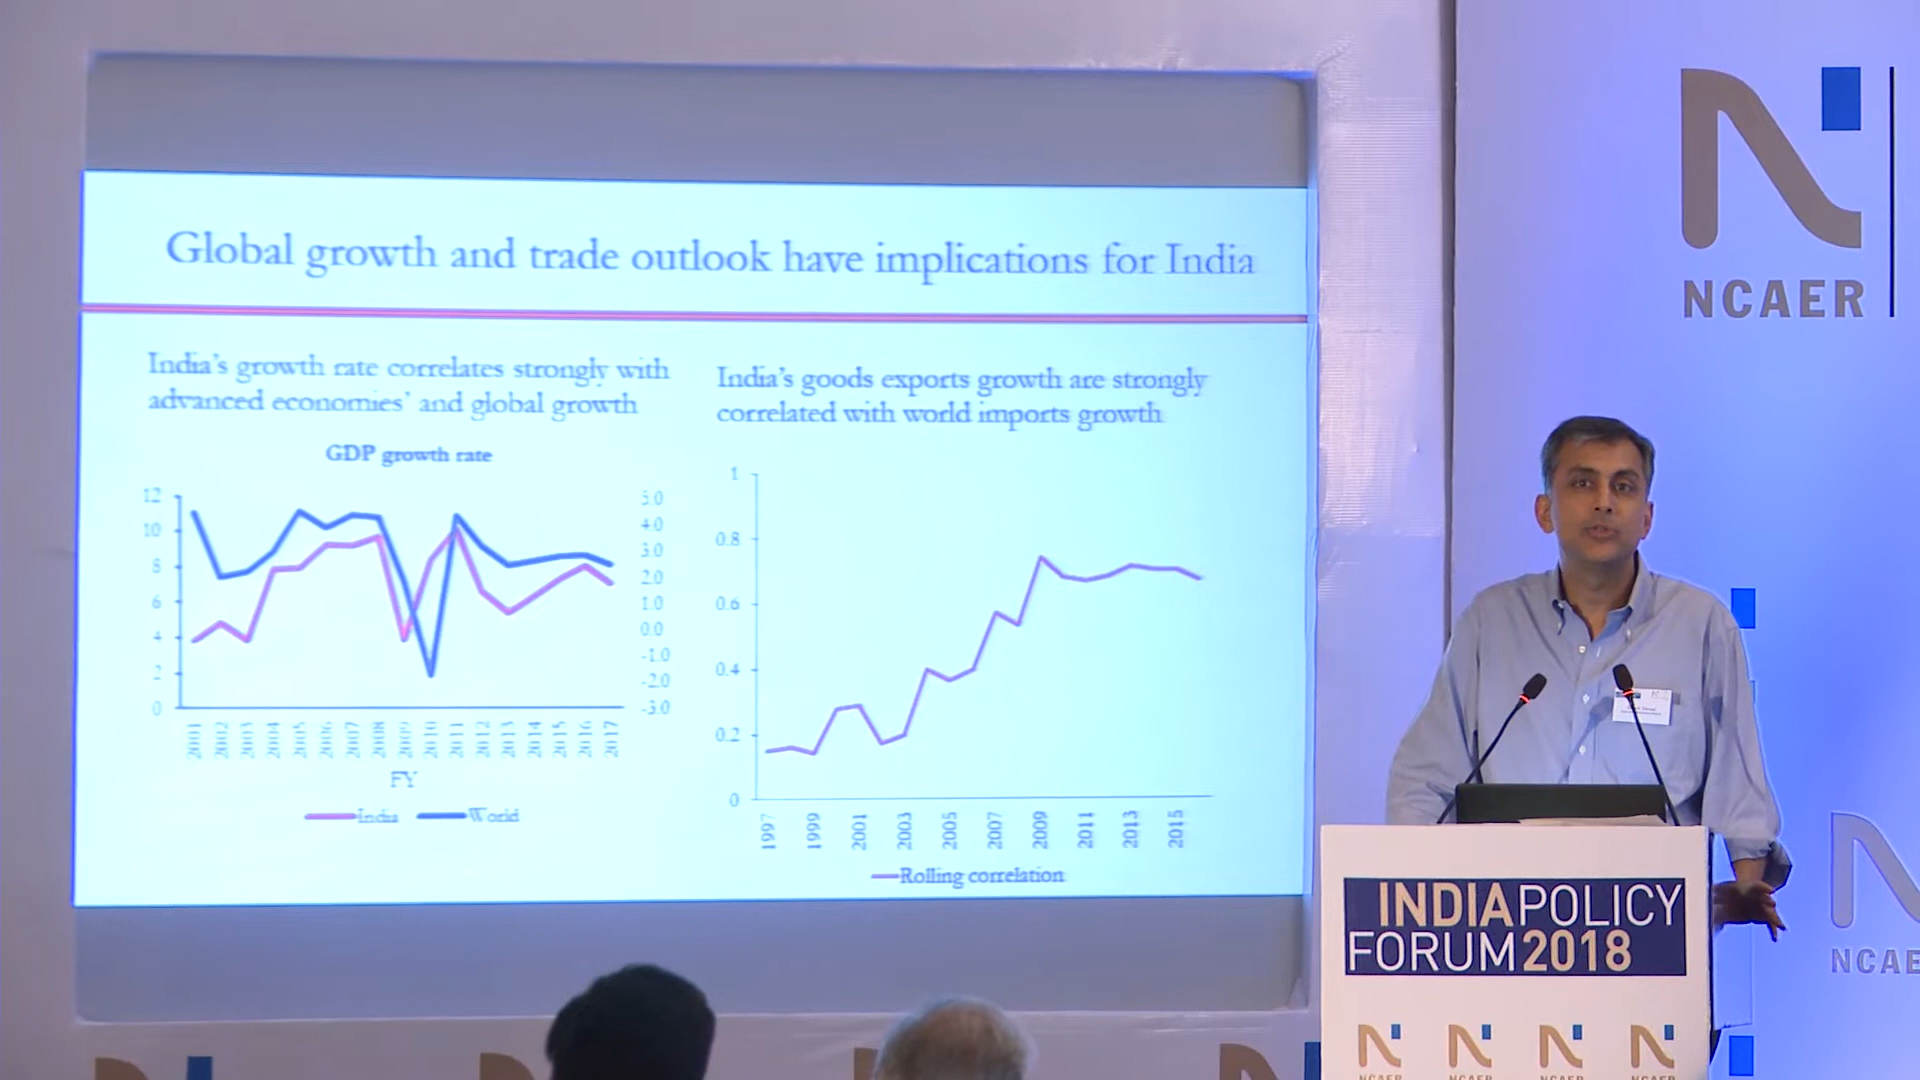 Global growth and trade outlook have implications for India
India's growth rate correlates strongly with
advanced economies' and global growth
GDP growth rate
12
10
8
6
4
2
0
5.0
4.0
3.0
2.0
1.0
0.0
-1.0
-2.0
-3.0
2001
2002
2003
2004
2005
2006
2007
2008
2009
2010
2011
2012
2013
2014
2015
2016
2017
FY
India
World
India's goods exports growth are strongly
correlated with world imports growth
1
0.8
0.6
0.4
0.2
0
1997
1999
2001
2003
2005
2007
2009
2011
2013
2015
Rolling correlation
NCAER
INDIA POLICY
FORUM 2018
NCAE
NCAER
NCAER
NCAER
NCAER